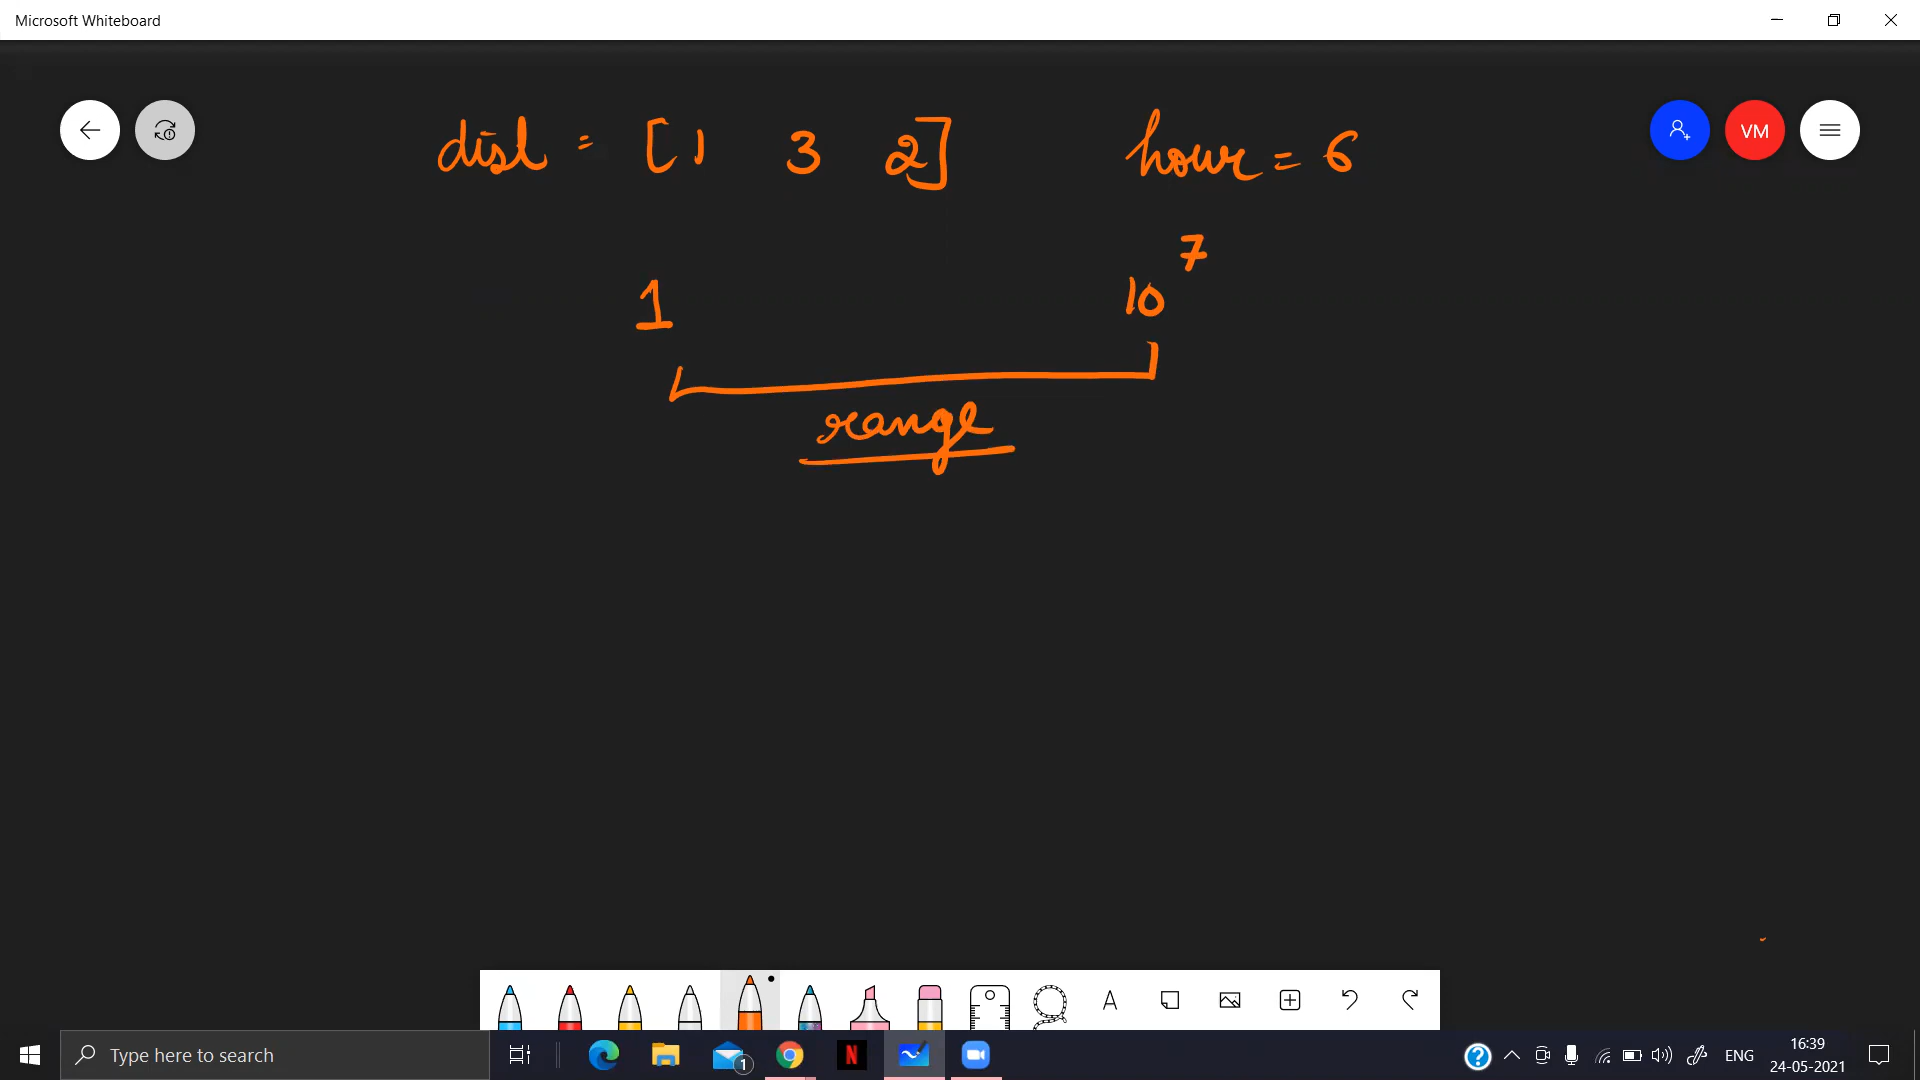 Microsoft Whiteboard
dist = [1 3 2] hour = 6
VM
1 10^7
range
Type here to search
1
N
ENG
16:39
24-05-2021